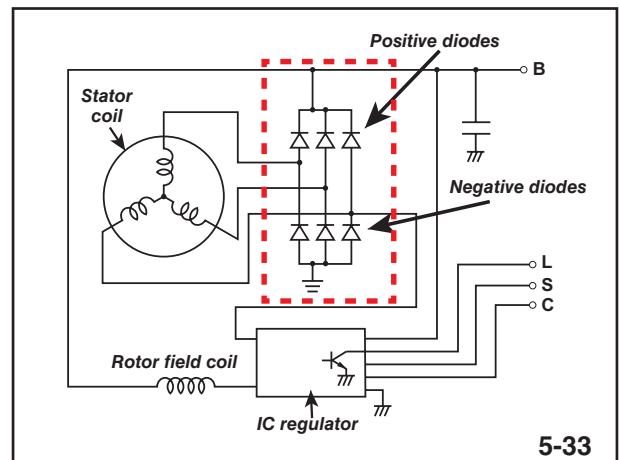 Positive diodes
B
Stator
coil
Negative diodes
L
S
C
Rotor field coil
IC regulator
5-33